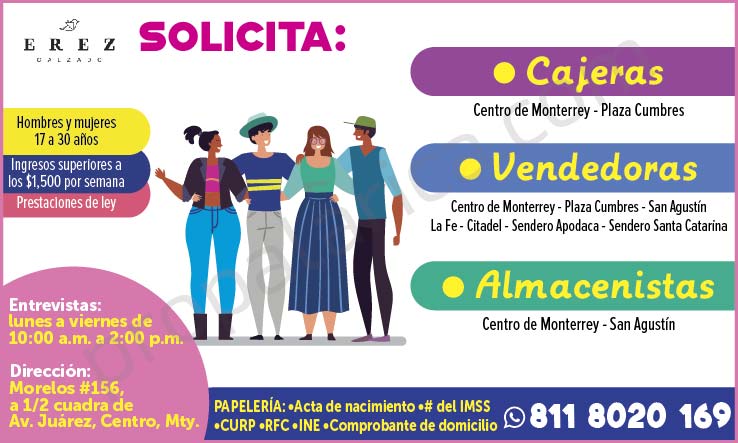 EREZ
CALZADO
SOLICITA:
Hombres y mujeres
17 a 30 años
Ingresos superiores a
los $1,500 por semana
Prestaciones de ley
• Cajeras
Centro de Monterrey - Plaza Cumbres
• Vendedoras
Centro de Monterrey - Plaza Cumbres - San Agustín
La Fe - Citadel - Sendero Apodaca - Sendero Santa Catarína
• Almacenistas
Centro de Monterrey - San Agustín
Entrevistas:
lunes a viernes de
10:00 a.m. a 2:00 p.m.
Dirección:
Morelos #156,
a 1/2 cuadra de
Av. Juárez, Centro, Mty.
PAPELERÍA: •Acta de nacimiento •# del IMSS
•CURP •RFC •INE •Comprobante de domicilio
811 8020 169